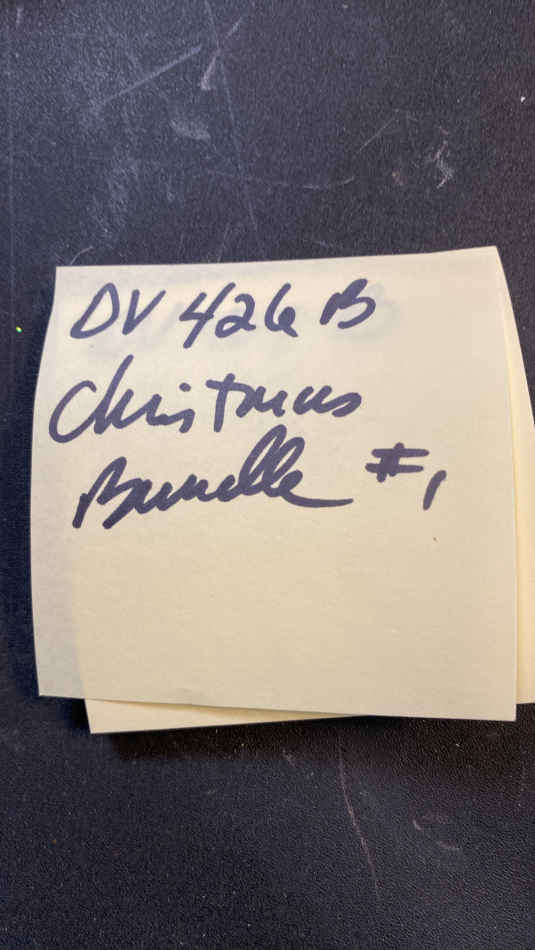 DV 426 B
Christmas
Bundle #1